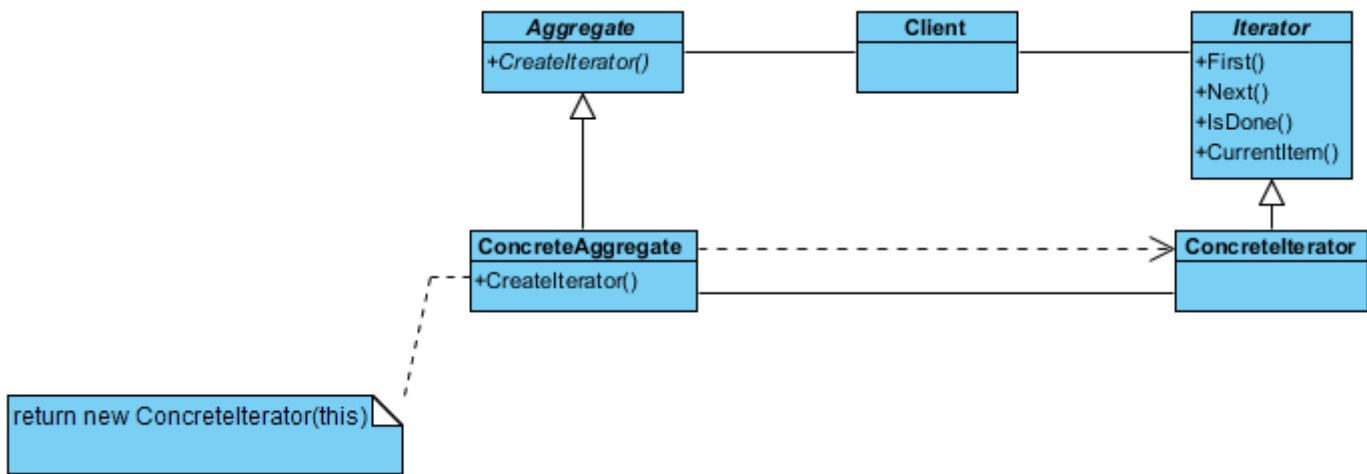 Aggregate
+CreateIterator()
Client
Iterator
+First()
+Next()
+IsDone()
+CurrentItem()
ConcreteAggregate
+CreateIterator()
ConcreteIterator
return new ConcreteIterator(this)